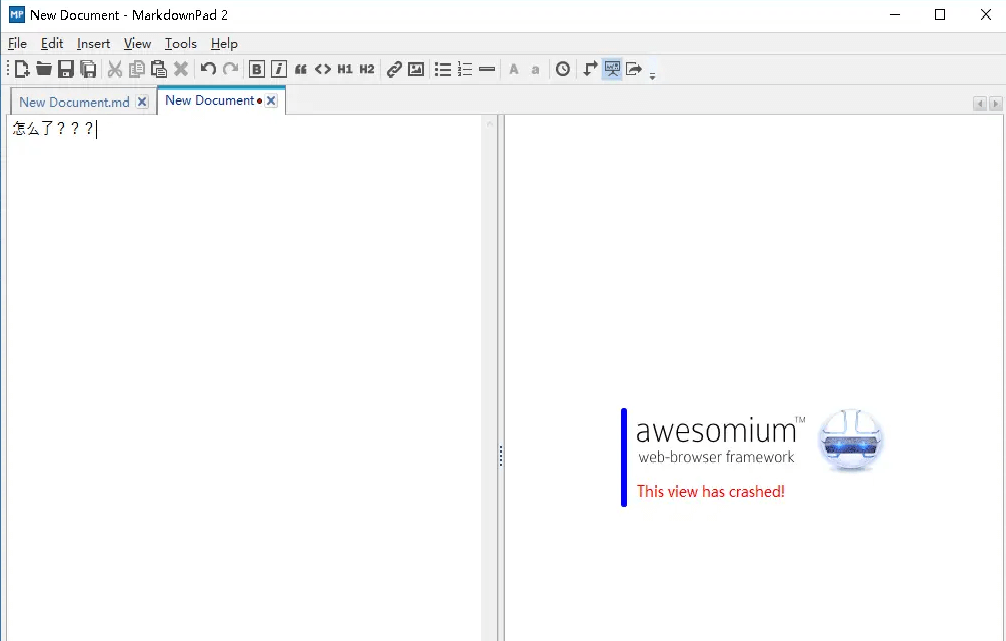 New Document - MarkdownPad 2
File Edit Insert View Tools Help
B i “ <> H1 H2 A a
New Document.md New Document
怎么了？？？
awesomium™
web-browser framework
This view has crashed!